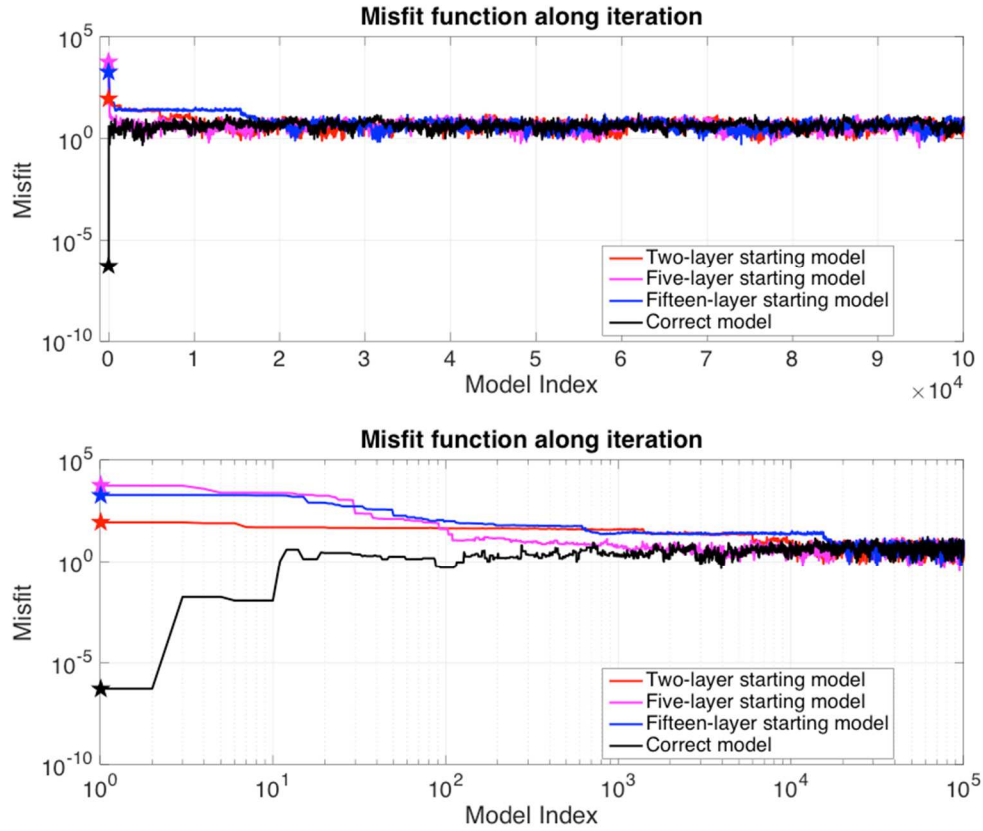 Misfit function along iteration
10^5
10^0
10^-5
10^-10
Misfit
Two-layer starting model
Five-layer starting model
Fifteen-layer starting model
Correct model
0 1 2 3 4 5 6 7 8 9 10
Model Index
×10^4
Misfit function along iteration
10^5
10^0
10^-5
10^-10
Misfit
Two-layer starting model
Five-layer starting model
Fifteen-layer starting model
Correct model
10^0 10^1 10^2 10^3 10^4 10^5
Model Index